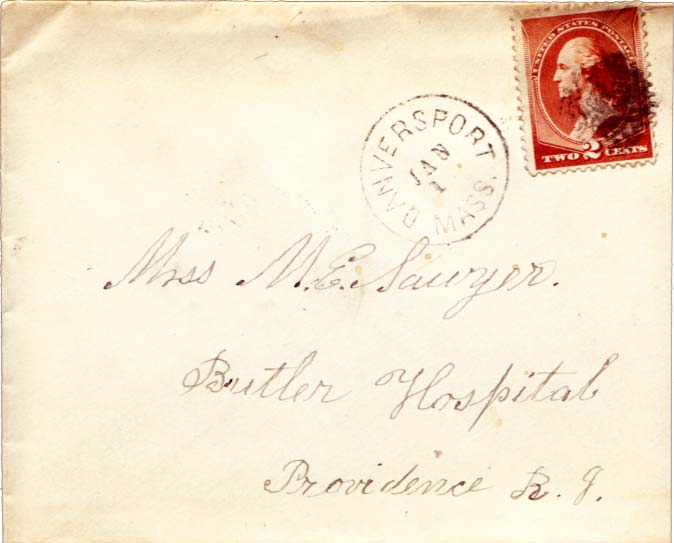 UNITED STATES POSTAGE
TWO 2 CENTS
DANVERSPORT
JAN
MASS.
Miss M. E. Sawyer.
Butler Hospital
Providence R. I.